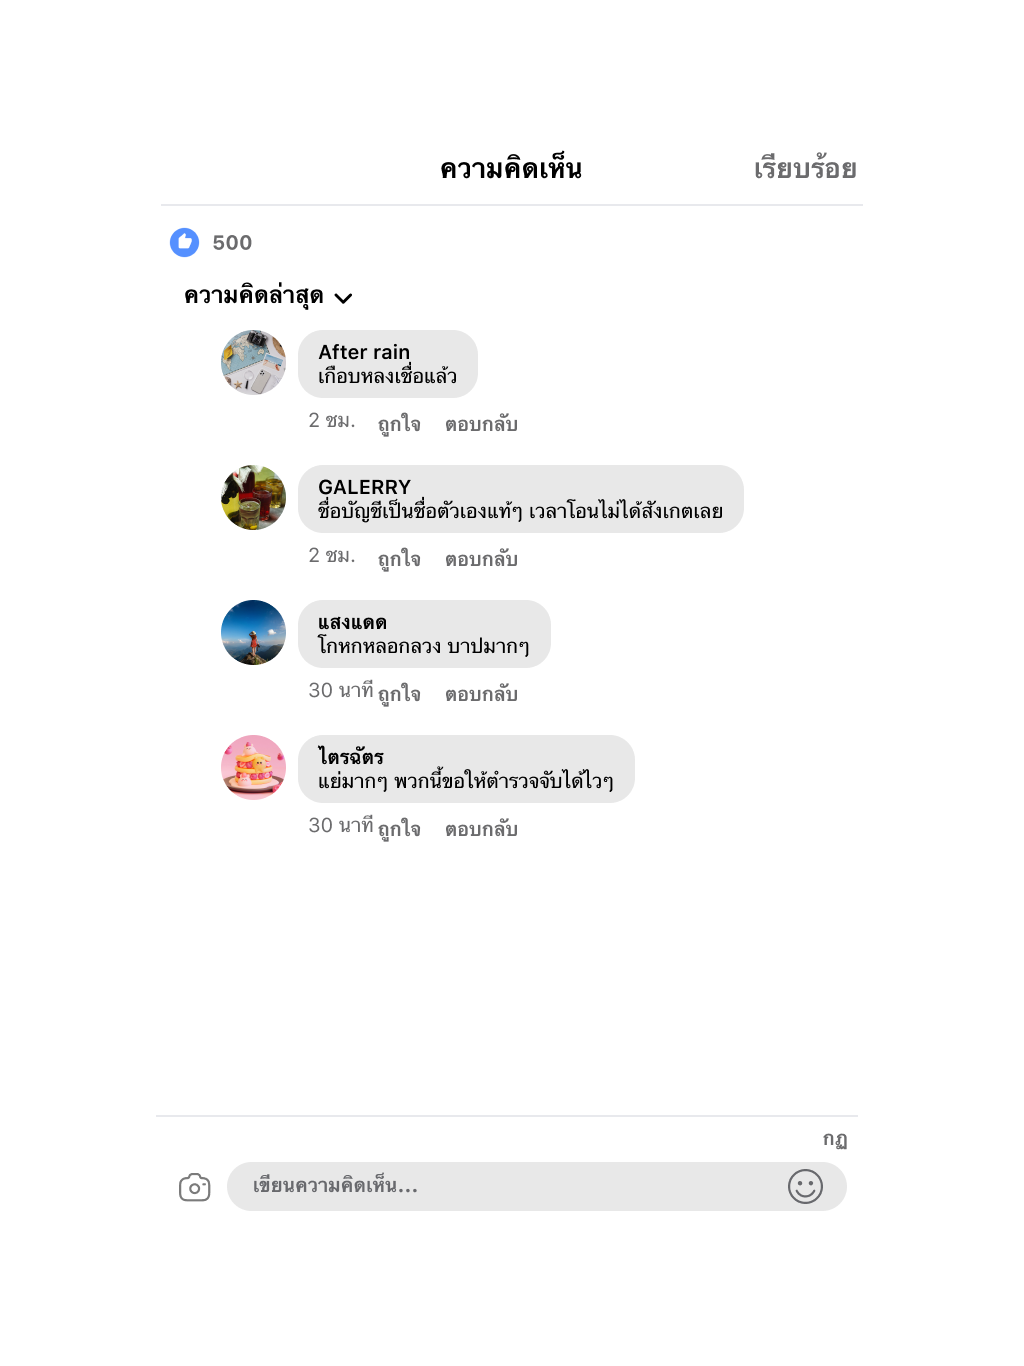 ความคิดเห็น
เรียบร้อย
500
ความคิดล่าสุด
After rain
เกือบหลงเชื่อแล้ว
2 ชม. ถูกใจ ตอบกลับ
GALERRY
ชื่อบัญชีเป็นชื่อตัวเองแท้ๆ เวลาโอนไม่ได้สังเกตเลย
2 ชม. ถูกใจ ตอบกลับ
แสงแดด
โกหกหลอกลวง บาปมากๆ
30 นาที ถูกใจ ตอบกลับ
ไตรฉัตร
แย่มากๆ พวกนี้ขอให้ตำรวจจับได้ไวๆ
30 นาที ถูกใจ ตอบกลับ
กฏ
เขียนความคิดเห็น...